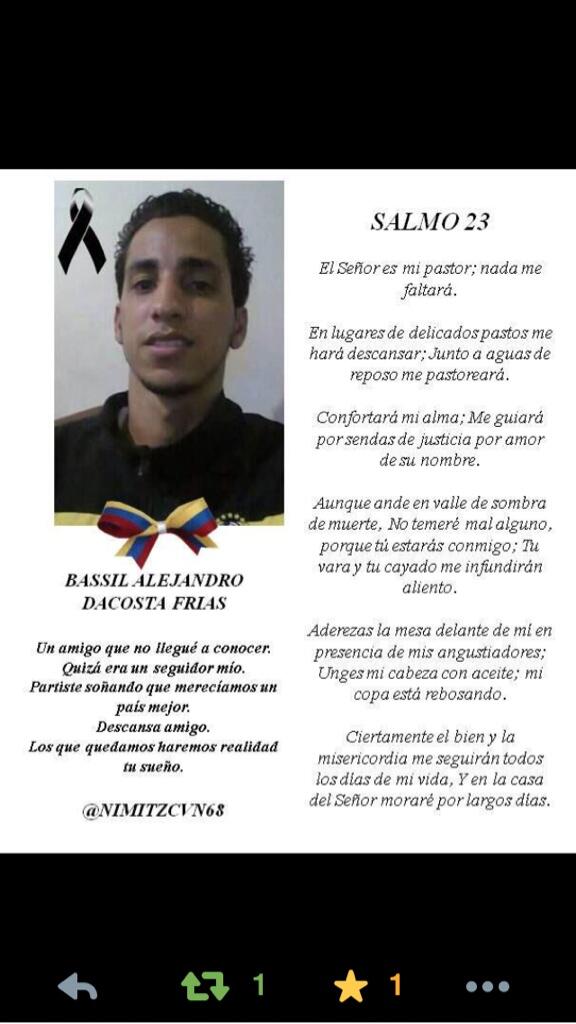 BASSIL ALEJANDRO
DACOSTA FRIAS
Un amigo que no llegué a conocer.
Quizá era un seguidor mío.
Partiste soñando que merecíamos un
país mejor.
Descansa amigo.
Los que quedamos haremos realidad
tu sueño.
@NIMITZCVN68
SALMO 23
El Señor es mi pastor; nada me
faltará.
En lugares de delicados pastos me
hará descansar; Junto a aguas de
reposo me pastoreará.
Confortará mi alma; Me guiará
por sendas de justicia por amor
de su nombre.
Aunque ande en valle de sombra
de muerte, No temeré mal alguno,
porque tú estarás conmigo; Tu
vara y tu cayado me infundirán
aliento.
Aderezas la mesa delante de mí en
presencia de mis angustiadores;
Unges mi cabeza con aceite; mi
copa está rebosando.
Ciertamente el bien y la
misericordia me seguirán todos
los días de mi vida, Y en la casa
del Señor moraré por largos días.
1 1